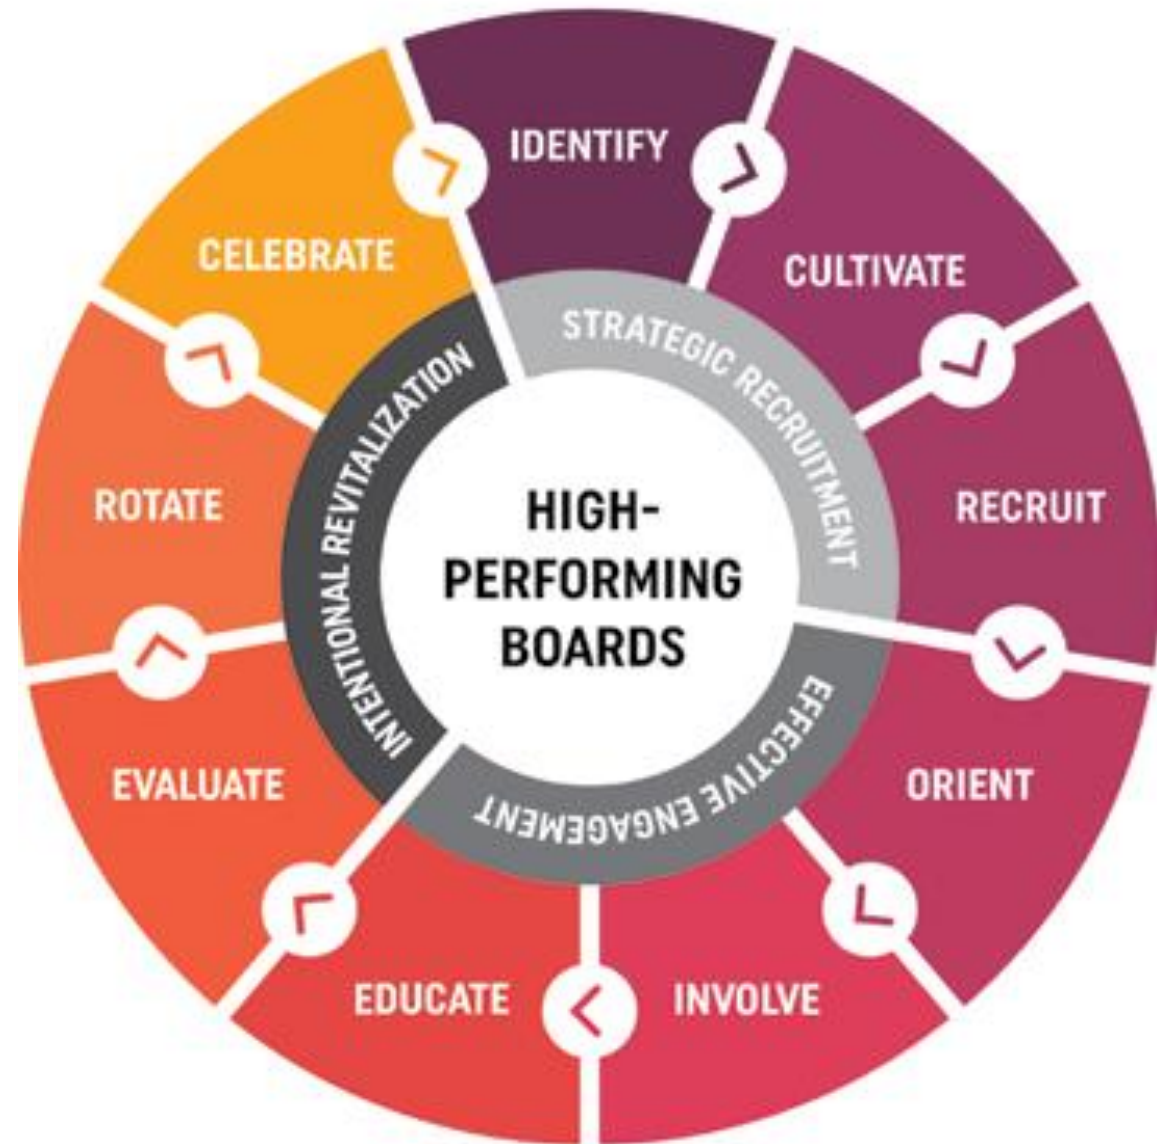 IDENTIFY
CULTIVATE
RECRUIT
ORIENT
INVOLVE
EDUCATE
EVALUATE
ROTATE
CELEBRATE
STRATEGIC RECRUITMENT
EFFECTIVE ENGAGEMENT
INTENTIONAL REVITALIZATION
HIGH-
PERFORMING
BOARDS